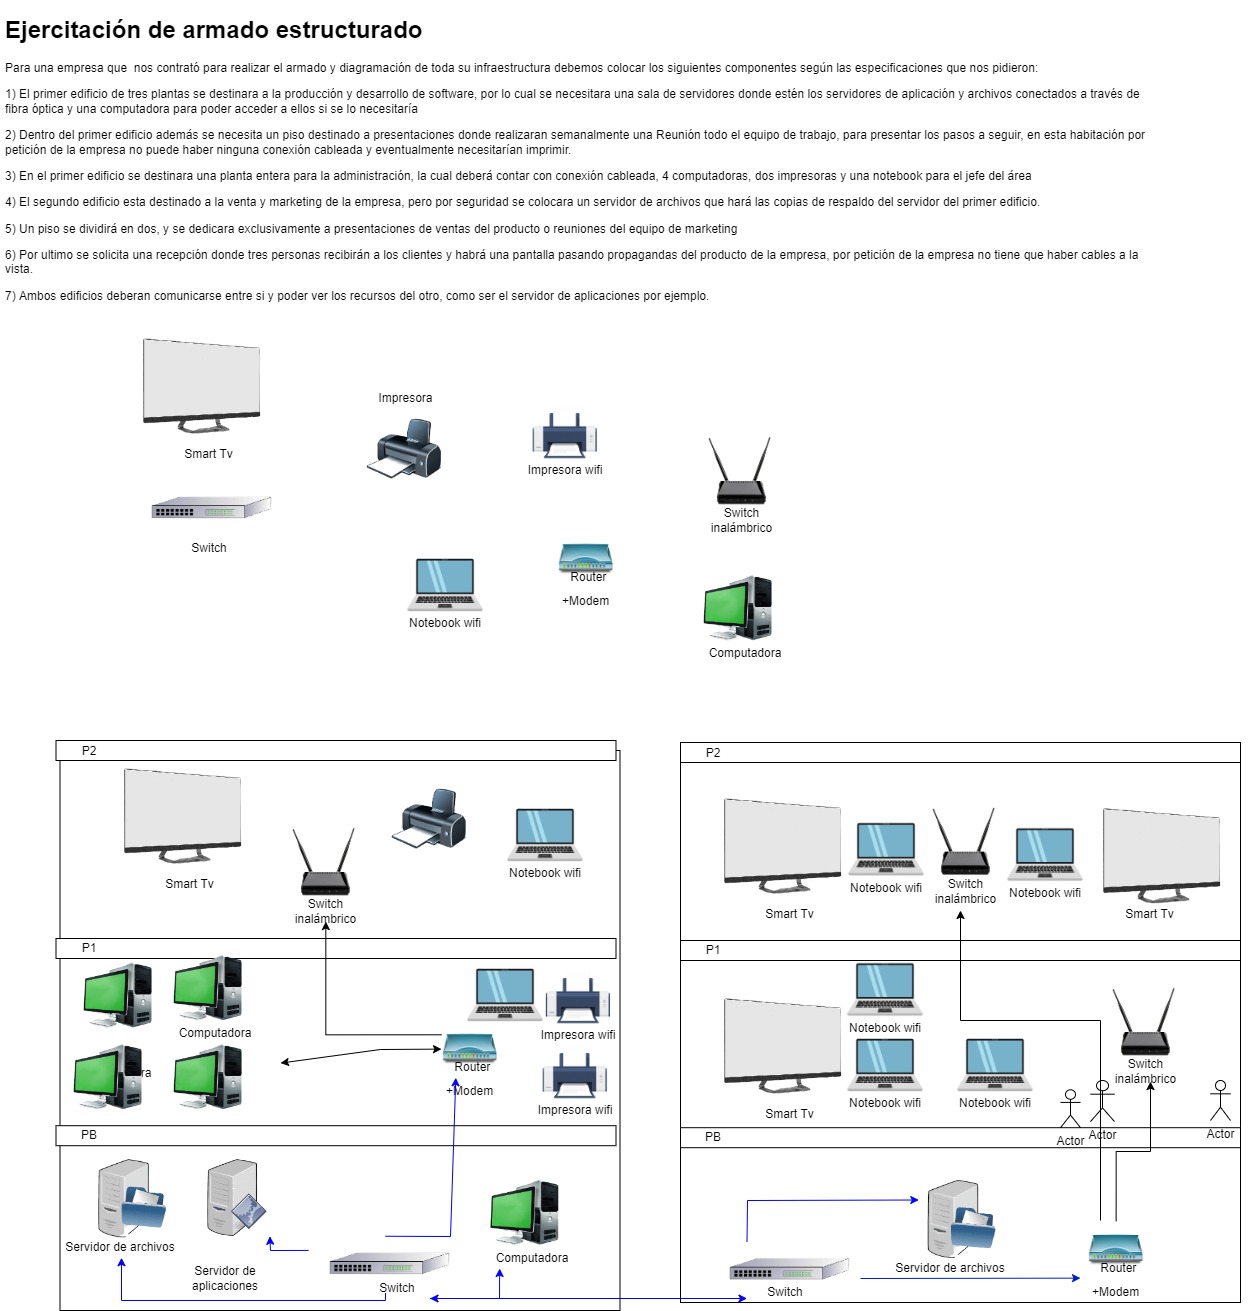 Ejercitación de armado estructurado
Para una empresa que  nos contrató para realizar el armado y diagramación de toda su infraestructura debemos colocar los siguientes componentes según las especificaciones que nos pidieron:
1) El primer edificio de tres plantas se destinara a la producción y desarrollo de software, por lo cual se necesitara una sala de servidores donde estén los servidores de aplicación y archivos conectados a través de
fibra óptica y una computadora para poder acceder a ellos si se lo necesitaría
2) Dentro del primer edificio además se necesita un piso destinado a presentaciones donde realizaran semanalmente una Reunión todo el equipo de trabajo, para presentar los pasos a seguir, en esta habitación por
petición de la empresa no puede haber ninguna conexión cableada y eventualmente necesitarían imprimir.
3) En el primer edificio se destinara una planta entera para la administración, la cual deberá contar con conexión cableada, 4 computadoras, dos impresoras y una notebook para el jefe del área
4) El segundo edificio esta destinado a la venta y marketing de la empresa, pero por seguridad se colocara un servidor de archivos que hará las copias de respaldo del servidor del primer edificio.
5) Un piso se dividirá en dos, y se dedicara exclusivamente a presentaciones de ventas del producto o reuniones del equipo de marketing
6) Por ultimo se solicita una recepción donde tres personas recibirán a los clientes y habrá una pantalla pasando propagandas del producto de la empresa, por petición de la empresa no tiene que haber cables a la
vista.
7) Ambos edificios deberan comunicarse entre si y poder ver los recursos del otro, como ser el servidor de aplicaciones por ejemplo.
Impresora
Smart Tv
Impresora wifi
Switch
inalámbrico
Switch
Router
+Modem
Notebook wifi
Computadora
P2
Smart Tv
Notebook wifi
Switch
inalámbrico
P1
Computadora
Impresora wifi
Router
+Modem
ra
Impresora wifi
PB
Servidor de archivos
Servidor de
aplicaciones
Computadora
Switch
P2
Notebook wifi
Switch
inalámbrico
Notebook wifi
Smart Tv
Smart Tv
P1
Notebook wifi
Switch
inalámbrico
Notebook wifi
Notebook wifi
Smart Tv
Actor
Actor
Actor
PB
Servidor de archivos
Router
+Modem
Switch